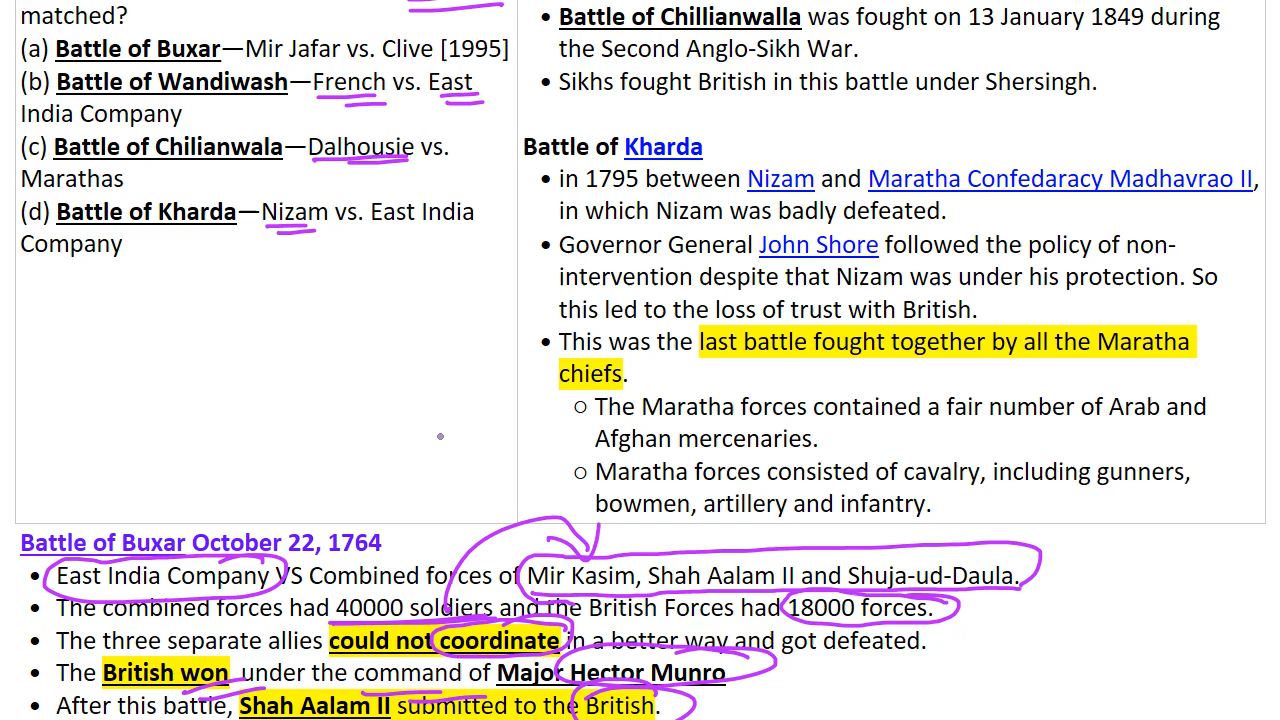 matched?
(a) Battle of Buxar—Mir Jafar vs. Clive [1995]
(b) Battle of Wandiwash—French vs. East
India Company
(c) Battle of Chilianwala—Dalhousie vs.
Marathas
(d) Battle of Kharda—Nizam vs. East India
Company
• Battle of Chillianwalla was fought on 13 January 1849 during
the Second Anglo-Sikh War.
• Sikhs fought British in this battle under Shersingh.
Battle of Kharda
• in 1795 between Nizam and Maratha Confedaracy Madhavrao II,
in which Nizam was badly defeated.
• Governor General John Shore followed the policy of non-
intervention despite that Nizam was under his protection. So
this led to the loss of trust with British.
• This was the last battle fought together by all the Maratha
chiefs.
○ The Maratha forces contained a fair number of Arab and
Afghan mercenaries.
○ Maratha forces consisted of cavalry, including gunners,
bowmen, artillery and infantry.
Battle of Buxar October 22, 1764
• East India Company VS Combined forces of Mir Kasim, Shah Aalam II and Shuja-ud-Daula.
• The combined forces had 40000 soldiers and the British Forces had 18000 forces.
• The three separate allies could not coordinate in a better way and got defeated.
• The British won under the command of Major Hector Munro
• After this battle, Shah Aalam II submitted to the British.